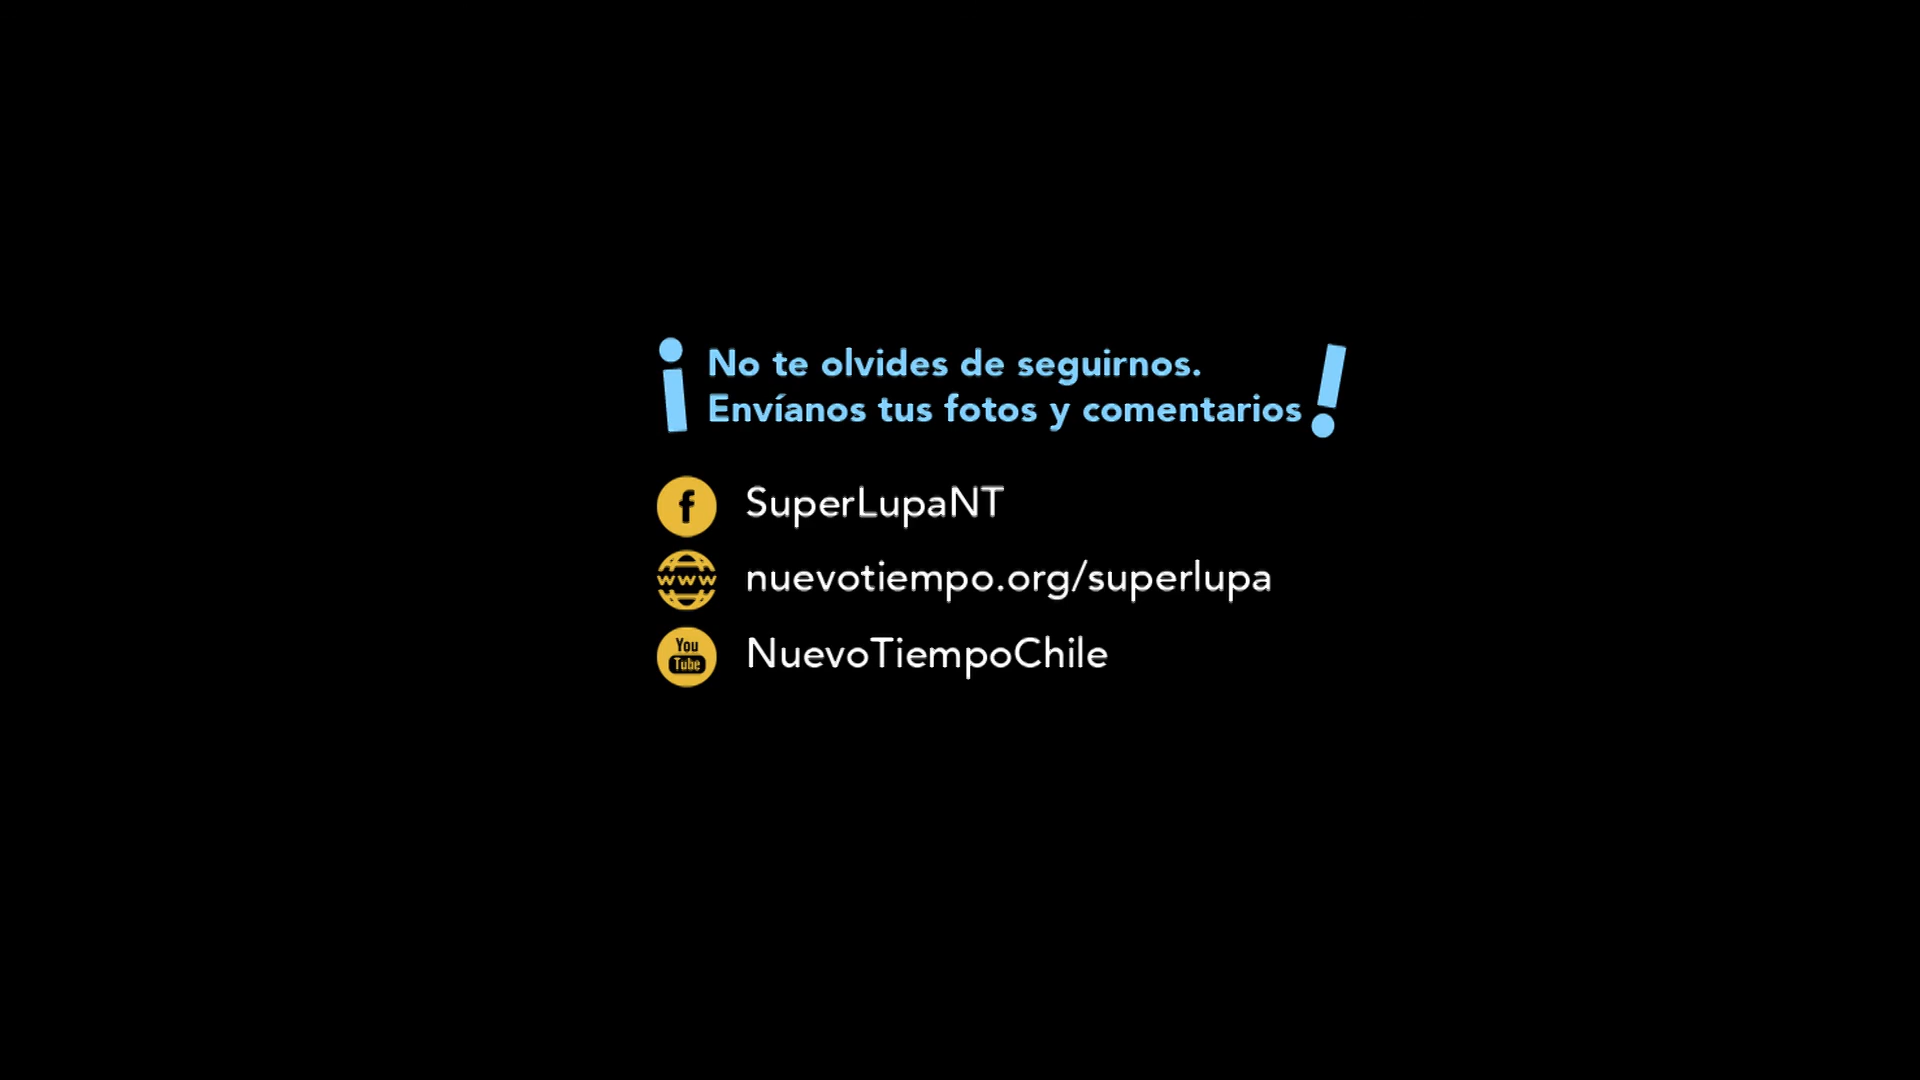 ¡No te olvides de seguirnos.
Envíanos tus fotos y comentarios!
f SuperLupaNT
www nuevotiempo.org/superlupa
You Tube NuevoTiempoChile